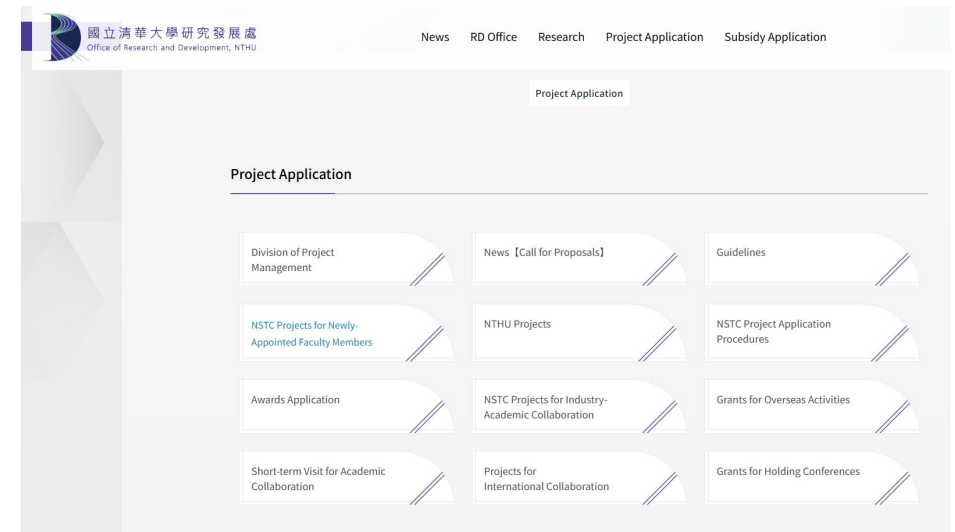 國立清華大學研究發展處
Office of Research and Development, NTHU
News
RD Office
Research
Project Application
Subsidy Application
Project Application
Project Application
Division of Project
Management
News【Call for Proposals】
Guidelines
NSTC Projects for Newly-
Appointed Faculty Members
NTHU Projects
NSTC Project Application
Procedures
Awards Application
NSTC Projects for Industry-
Academic Collaboration
Grants for Overseas Activities
Short-term Visit for Academic
Collaboration
Projects for
International Collaboration
Grants for Holding Conferences